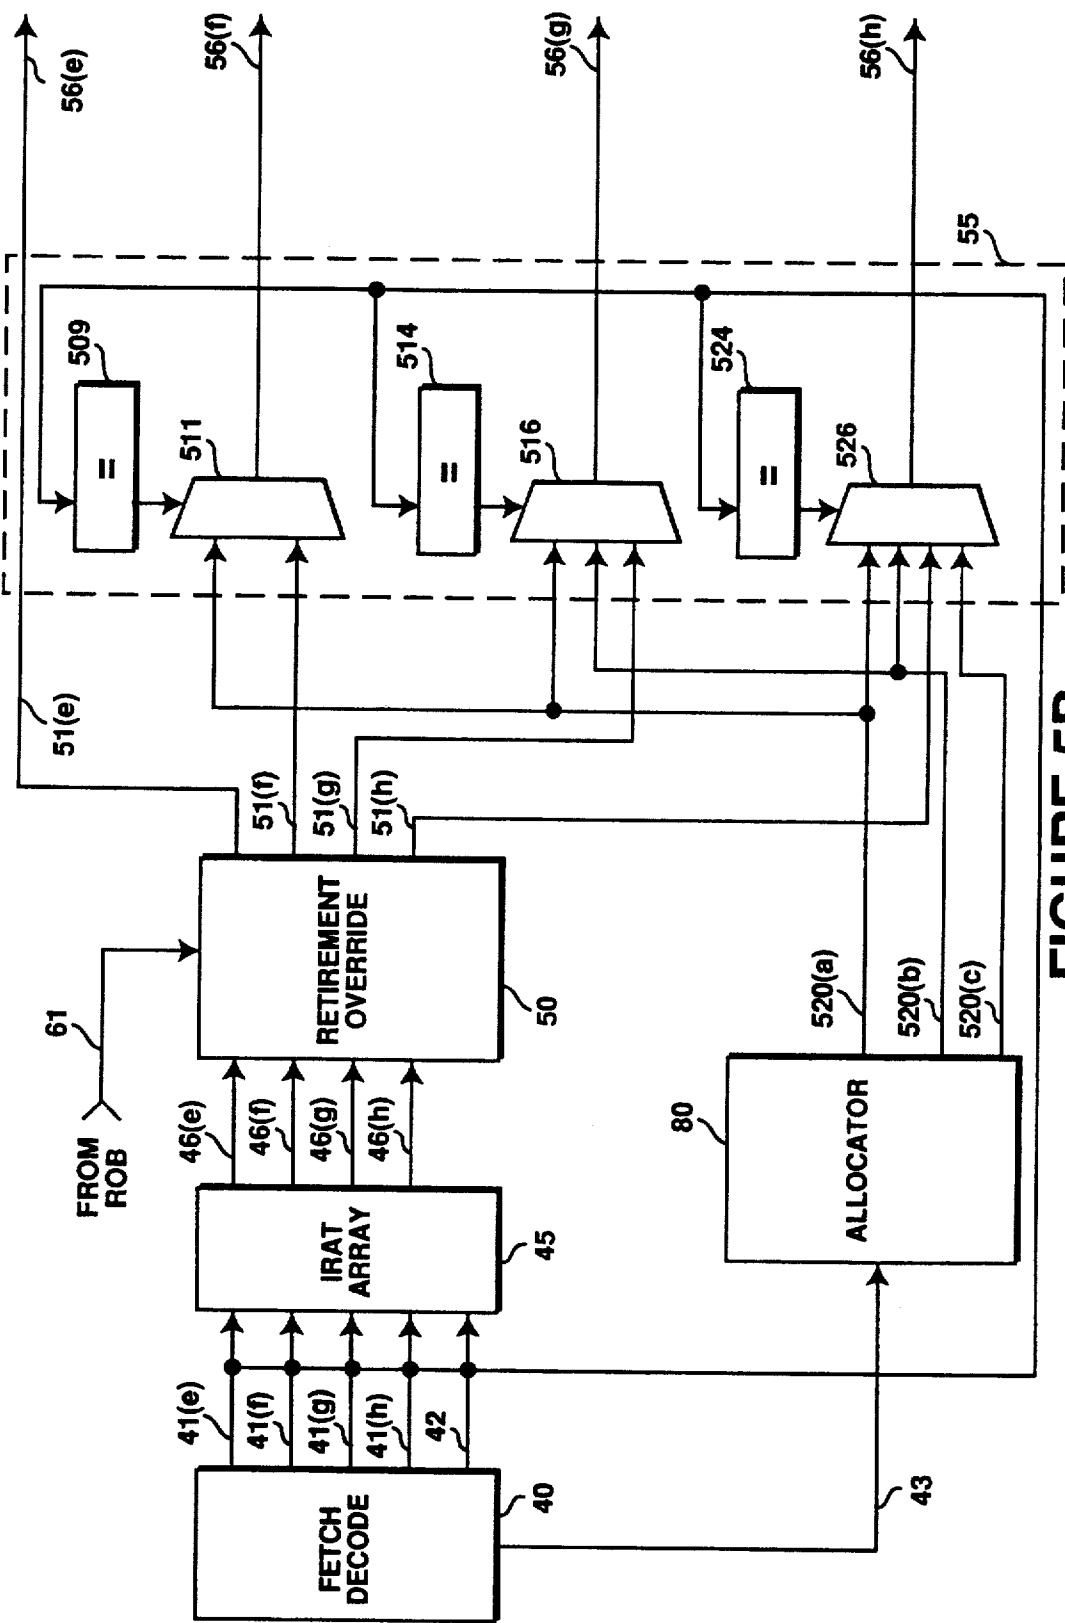 FETCH
DECODE
40
41(e)
41(f)
41(g)
41(h)
42
43
IRAT
ARRAY
45
46(e)
46(f)
46(g)
46(h)
FROM
ROB
61
RETIREMENT
OVERRIDE
50
51(e)
51(f)
51(g)
51(h)
ALLOCATOR
80
520(a)
520(b)
520(c)
509
=
511
514
=
516
524
=
526
55
56(e)
56(f)
56(g)
56(h)